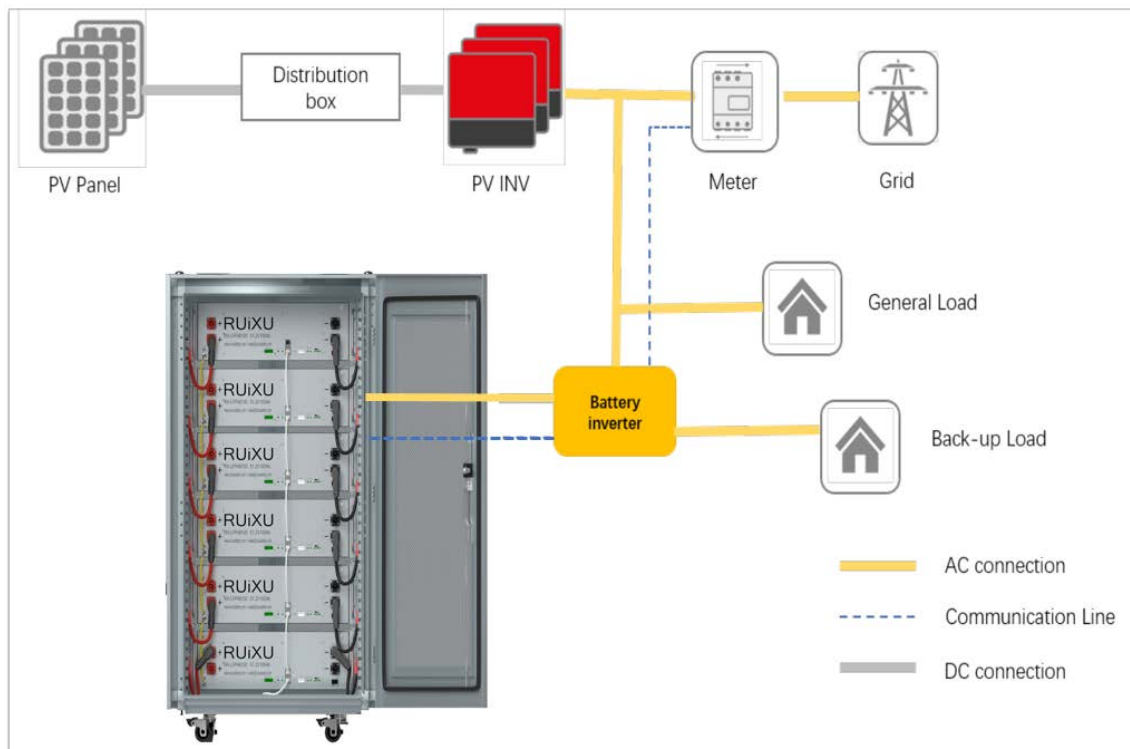 Distribution
box
PV Panel
PV INV
Meter
Grid
General Load
RUiXU
RUiXU
RUiXU
RUiXU
RUiXU
RUiXU
Battery
inverter
Back-up Load
AC connection
Communication Line
DC connection